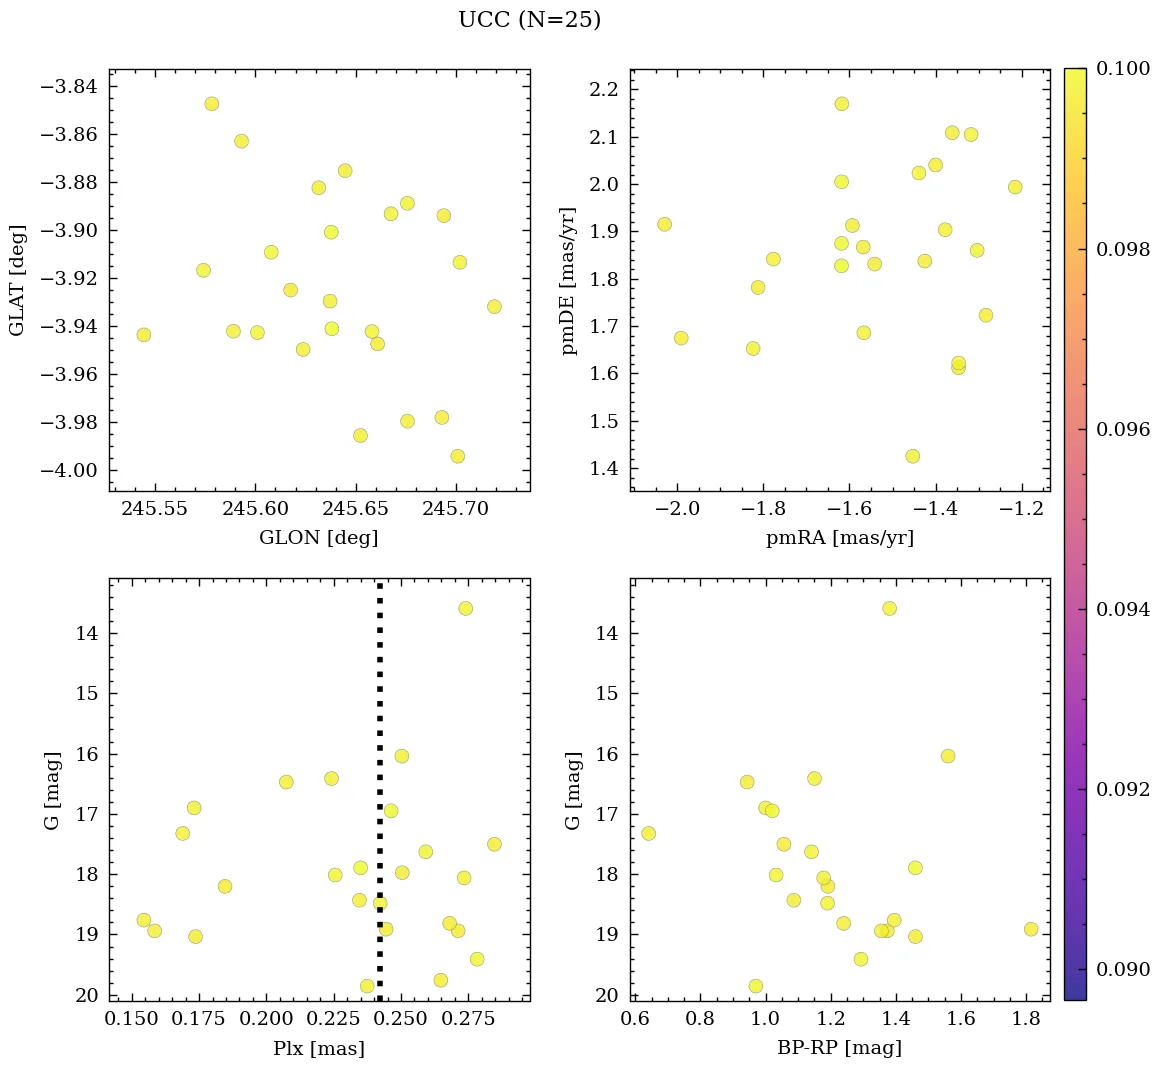 UCC (N=25)
−3.84
−3.86
−3.88
−3.90
−3.92
−3.94
−3.96
−3.98
−4.00
GLAT [deg]
245.55 245.60 245.65 245.70
GLON [deg]
2.2
2.1
2.0
1.9
1.8
1.7
1.6
1.5
1.4
pmDE [mas/yr]
−2.0 −1.8 −1.6 −1.4 −1.2
pmRA [mas/yr]
14
15
16
17
18
19
20
G [mag]
0.150 0.175 0.200 0.225 0.250 0.275
Plx [mas]
14
15
16
17
18
19
20
G [mag]
0.6 0.8 1.0 1.2 1.4 1.6 1.8
BP-RP [mag]
0.100
0.098
0.096
0.094
0.092
0.090